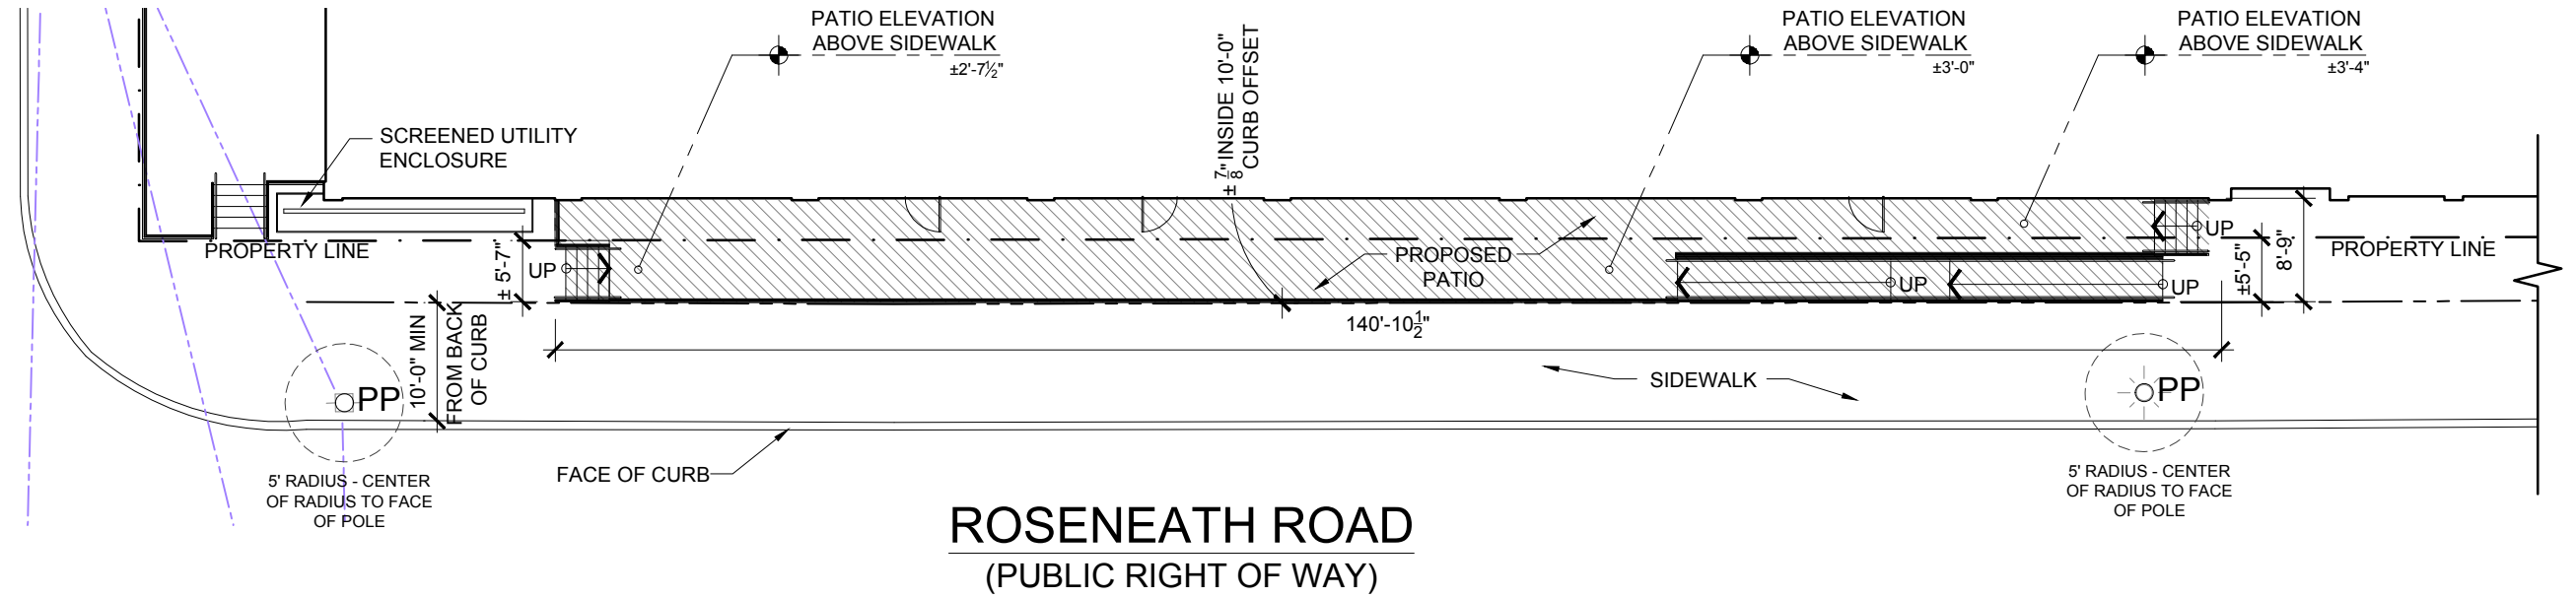 PATIO ELEVATION
ABOVE SIDEWALK
±2'-7½"
PATIO ELEVATION
ABOVE SIDEWALK
±3'-0"
PATIO ELEVATION
ABOVE SIDEWALK
±3'-4"
± 7/8" INSIDE 10'-0"
CURB OFFSET
SCREENED UTILITY
ENCLOSURE
PROPERTY LINE
± 5'-7"
UP
PROPOSED
PATIO
UP
UP
UP
±5'-5"
8'-9"
PROPERTY LINE
10'-0" MIN
FROM BACK
OF CURB
140'-10½"
SIDEWALK
PP
PP
FACE OF CURB
5' RADIUS - CENTER
OF RADIUS TO FACE
OF POLE
5' RADIUS - CENTER
OF RADIUS TO FACE
OF POLE
ROSENEATH ROAD
(PUBLIC RIGHT OF WAY)